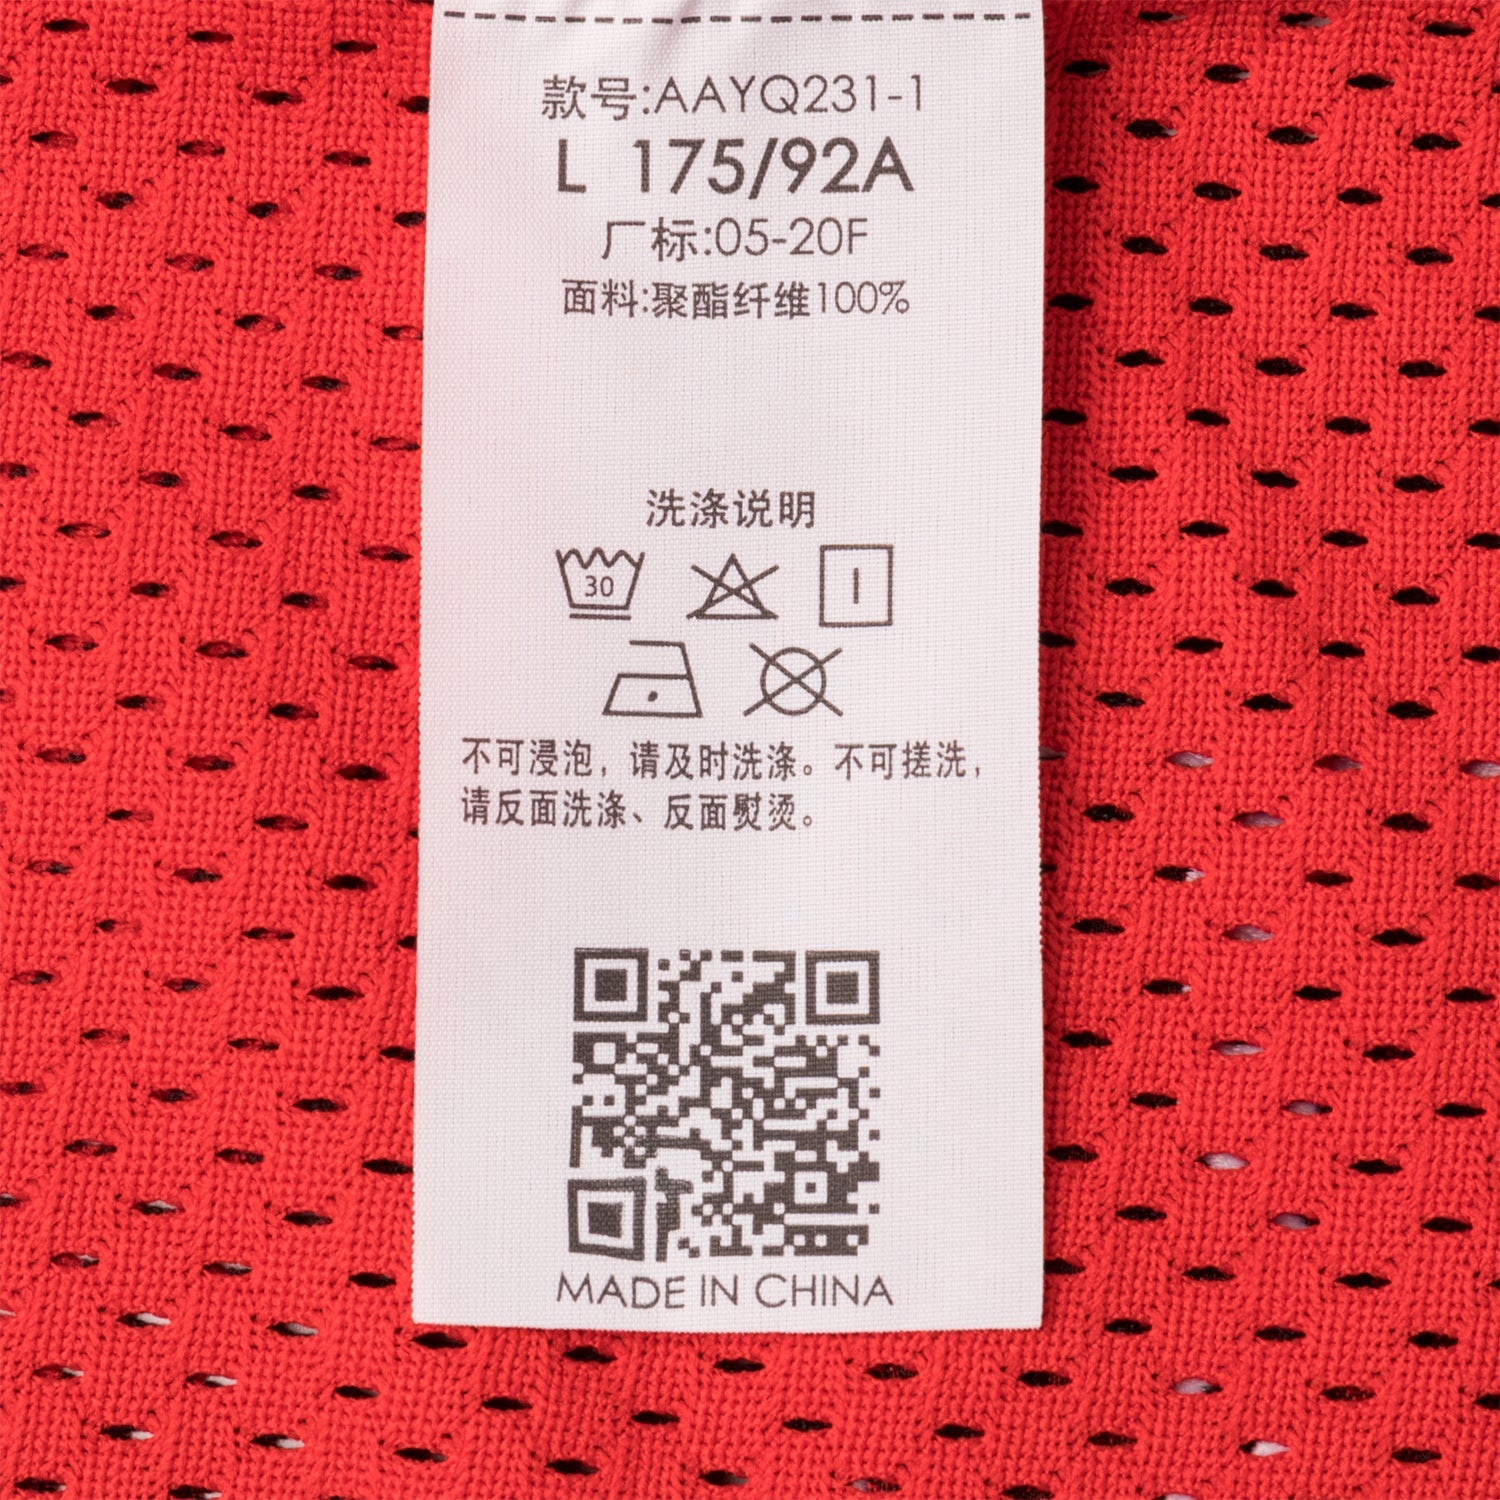 款号:AAYQ231-1
L 175/92A
厂标:05-20F
面料:聚酯纤维100%
洗涤说明
30
不可浸泡，请及时洗涤。不可搓洗，
请反面洗涤、反面熨烫。
MADE IN CHINA